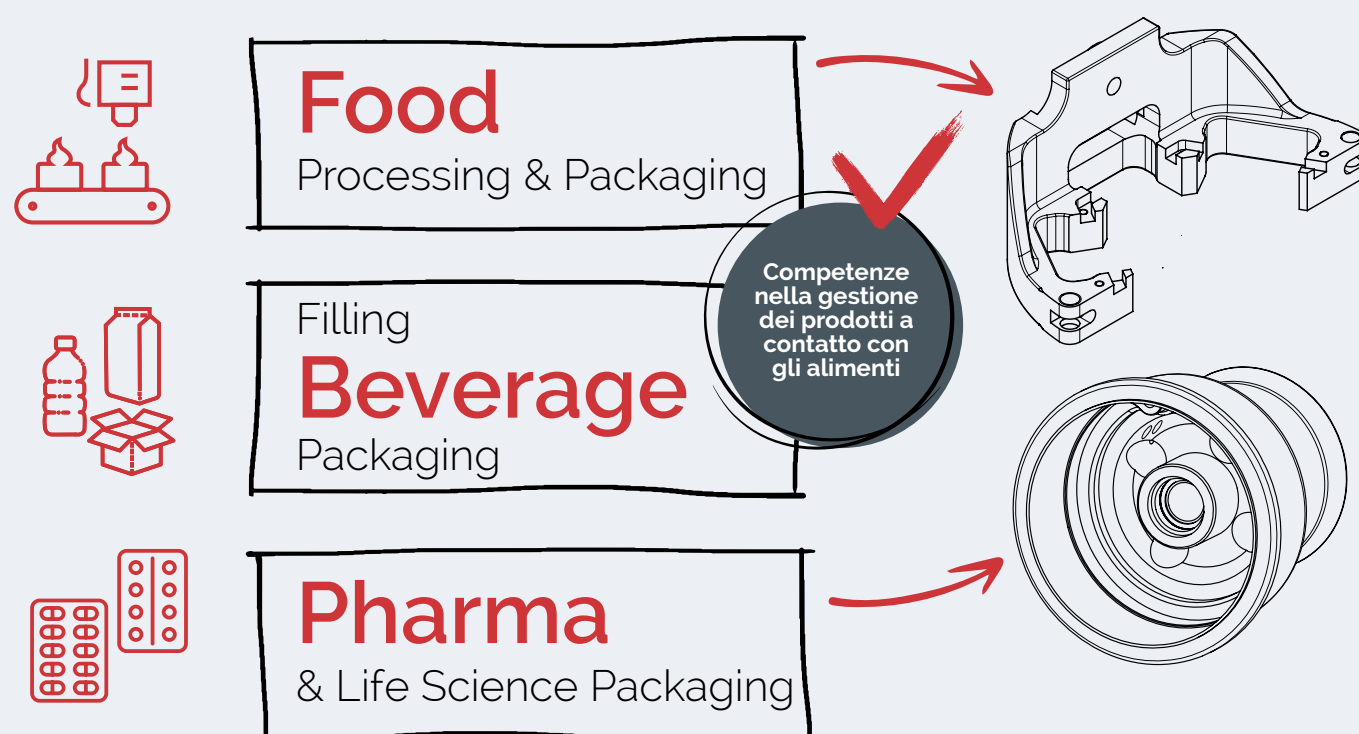 Food
Processing & Packaging
Competenze
nella gestione
dei prodotti a
contatto con
gli alimenti
Filling
Beverage
Packaging
Pharma
& Life Science Packaging